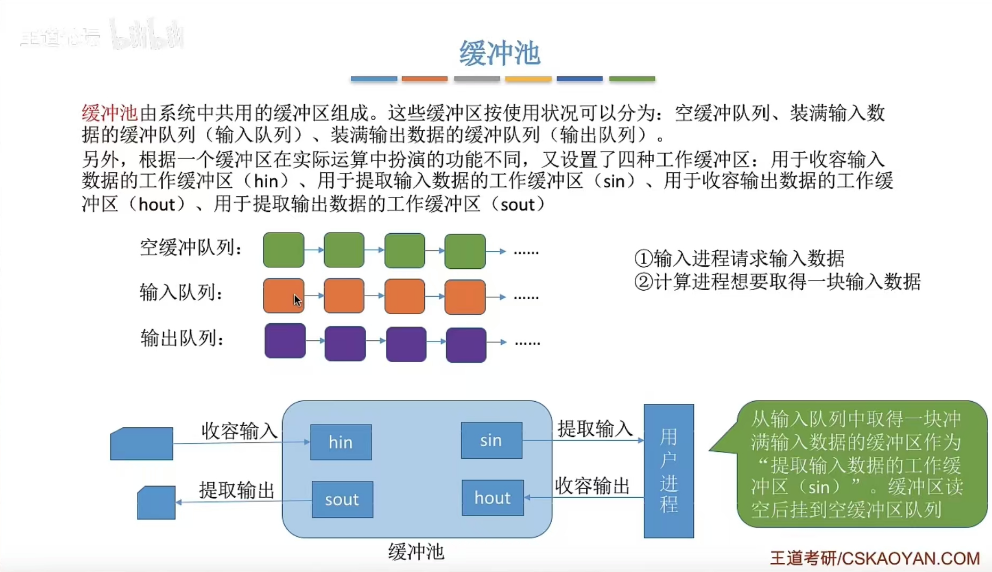 王道论坛 bilibili
缓冲池
缓冲池由系统中共用的缓冲区组成。这些缓冲区按使用状况可以分为：空缓冲队列、装满输入数
据的缓冲队列（输入队列）、装满输出数据的缓冲队列（输出队列）。
另外，根据一个缓冲区在实际运算中扮演的功能不同，又设置了四种工作缓冲区：用于收容输入
数据的工作缓冲区（hin）、用于提取输入数据的工作缓冲区（sin）、用于收容输出数据的工作缓
冲区（hout）、用于提取输出数据的工作缓冲区（sout）
空缓冲队列：
......
输入队列：
......
输出队列：
......
①输入进程请求输入数据
②计算进程想要取得一块输入数据
收容输入
hin
sin
提取输入
提取输出
sout
hout
收容输出
用户进程
缓冲池
从输入队列中取得一块冲
满输入数据的缓冲区作为
“提取输入数据的工作缓
冲区（sin）”。缓冲区读
空后挂到空缓冲区队列
王道考研/CSKAOYAN.COM